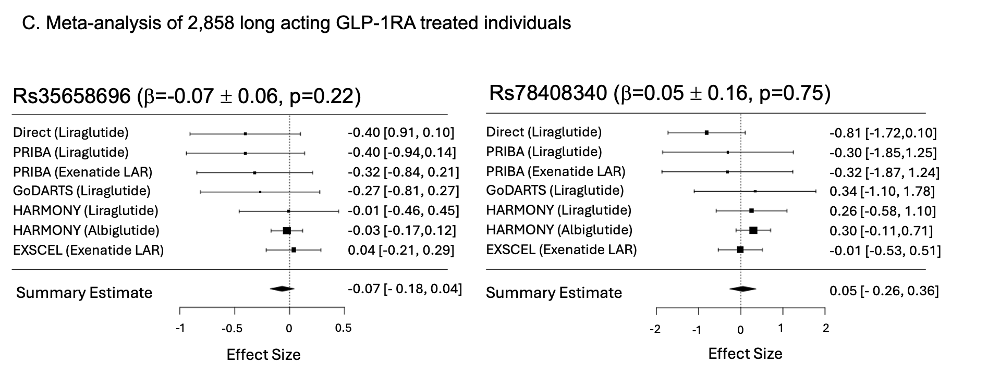 C. Meta-analysis of 2,858 long acting GLP-1RA treated individuals
Rs35658696 (β=-0.07 ± 0.06, p=0.22)
Direct (Liraglutide) -0.40 [0.91, 0.10]
PRIBA (Liraglutide) -0.40 [-0.94,0.14]
PRIBA (Exenatide LAR) -0.32 [-0.84, 0.21]
GoDARTS (Liraglutide) -0.27 [-0.81, 0.27]
HARMONY (Liraglutide) -0.01 [-0.46, 0.45]
HARMONY (Albiglutide) -0.03 [-0.17,0.12]
EXSCEL (Exenatide LAR) 0.04 [-0.21, 0.29]
Summary Estimate -0.07 [- 0.18, 0.04]
-1 -0.5 0 0.5
Effect Size
Rs78408340 (β=0.05 ± 0.16, p=0.75)
Direct (Liraglutide) -0.81 [-1.72,0.10]
PRIBA (Liraglutide) -0.30 [-1.85,1.25]
PRIBA (Exenatide LAR) -0.32 [-1.87, 1.24]
GoDARTS (Liraglutide) 0.34 [-1.10, 1.78]
HARMONY (Liraglutide) 0.26 [-0.58, 1.10]
HARMONY (Albiglutide) 0.30 [-0.11,0.71]
EXSCEL (Exenatide LAR) -0.01 [-0.53, 0.51]
Summary Estimate 0.05 [- 0.26, 0.36]
-2 -1 0 1 2
Effect Size